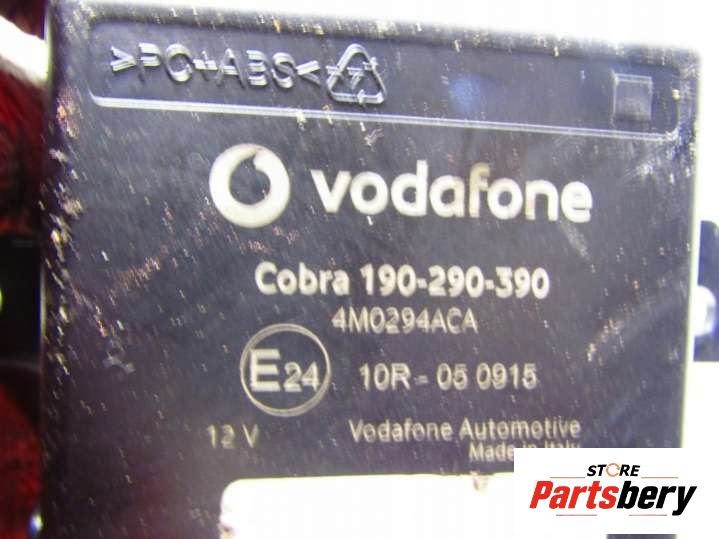 >PC+ABS<
vodafone
Cobra 190-290-390
4M0294ACA
E24 10R - 05 0915
12 V Vodafone Automotive
Made in Italy
STORE
Partsbery